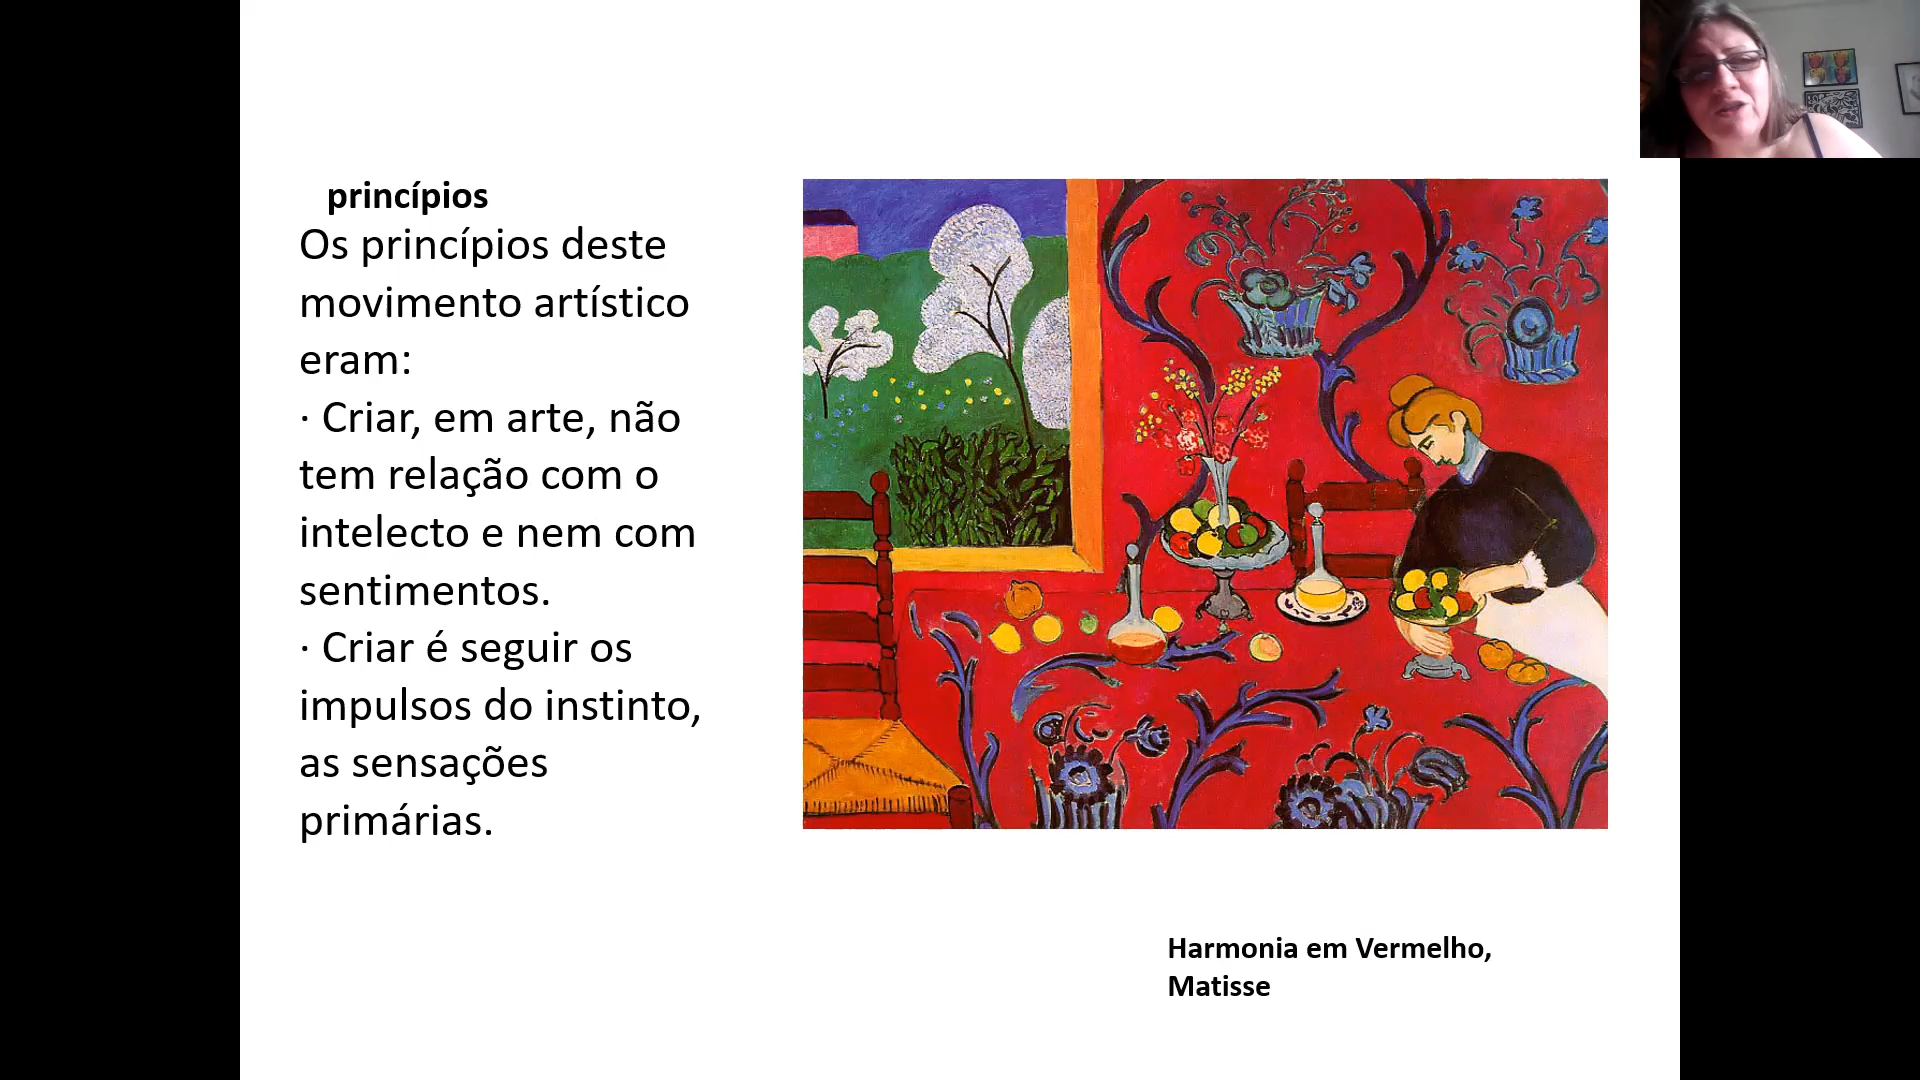 princípios
Os princípios deste
movimento artístico
eram:
· Criar, em arte, não
tem relação com o
intelecto e nem com
sentimentos.
· Criar é seguir os
impulsos do instinto,
as sensações
primárias.
Harmonia em Vermelho,
Matisse